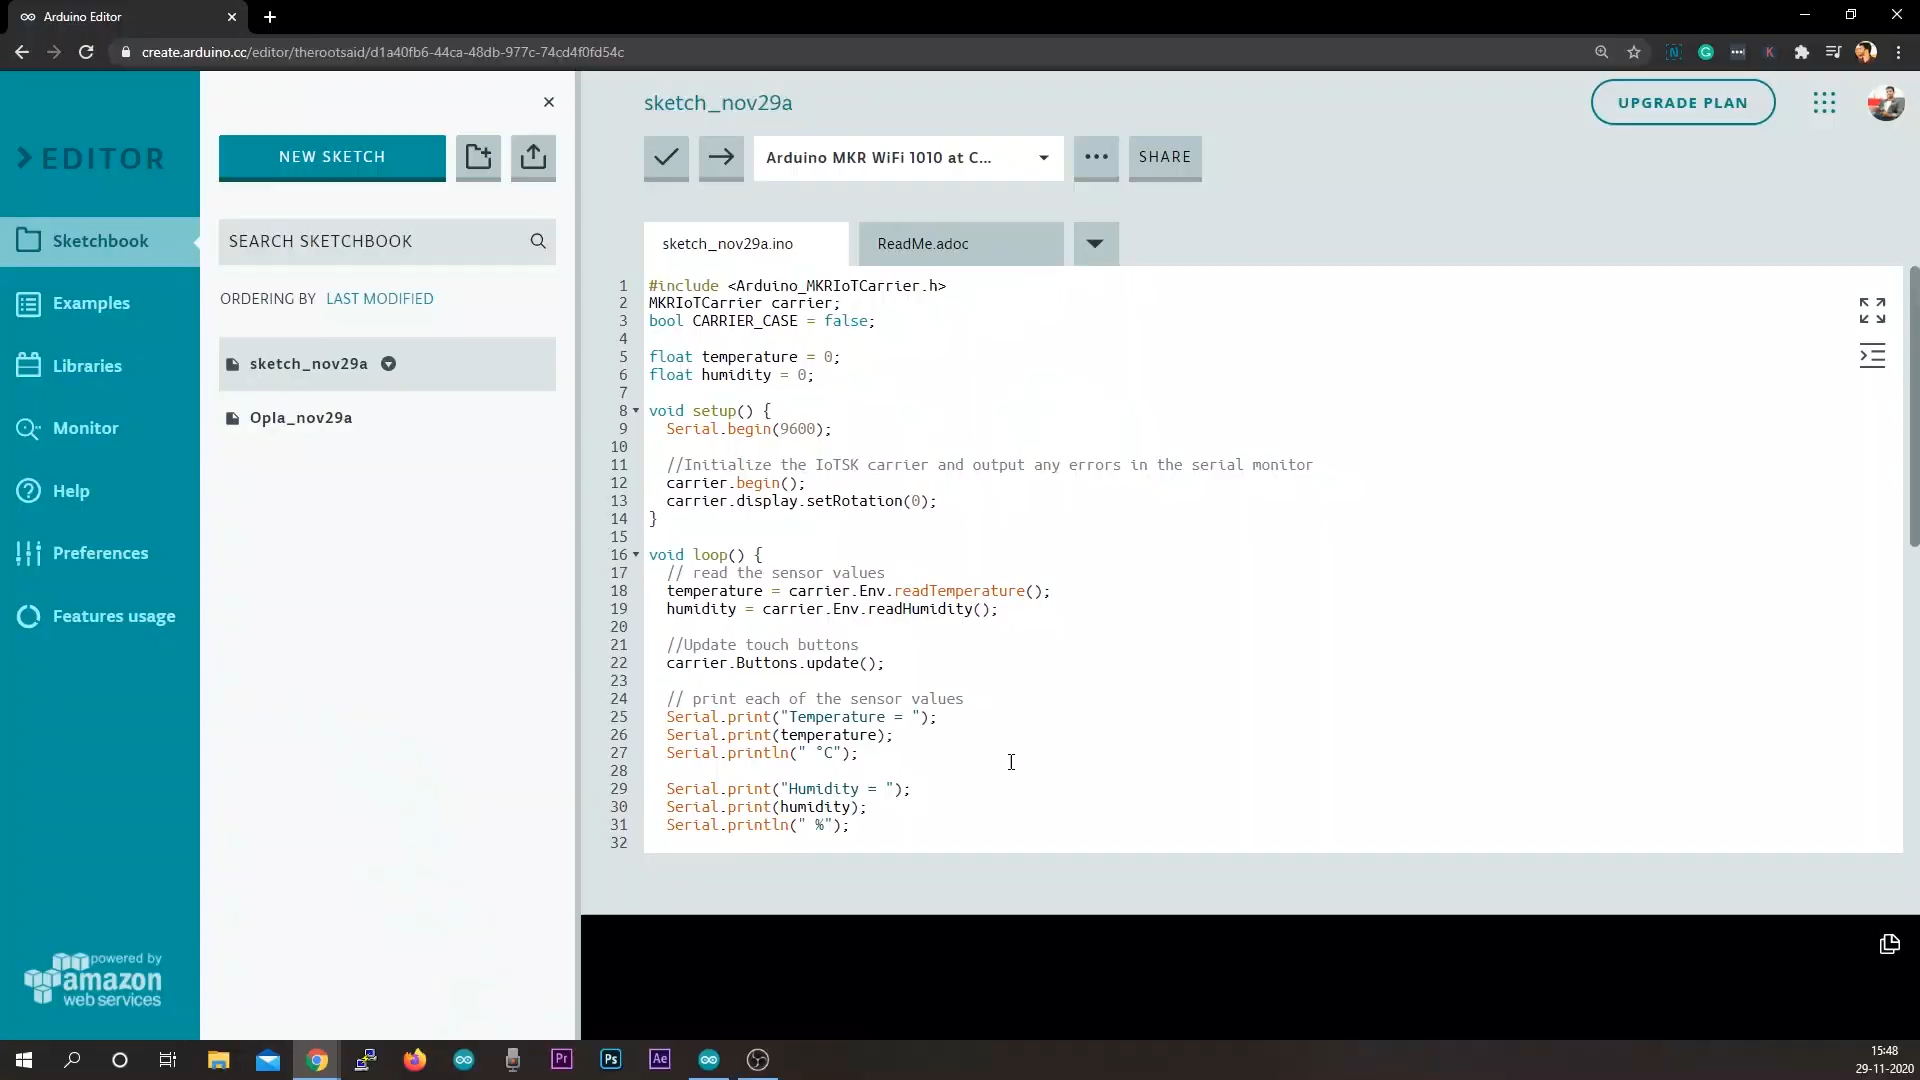 Arduino Editor
create.arduino.cc/editor/therootsaid/d1a40fb6-44ca-48db-977c-74cd4f0fd54c
EDITOR
Sketchbook
Examples
Libraries
Monitor
Help
Preferences
Features usage
powered by
amazon
web services
NEW SKETCH
SEARCH SKETCHBOOK
ORDERING BY LAST MODIFIED
sketch_nov29a
Opla_nov29a
sketch_nov29a
UPGRADE PLAN
Arduino MKR WiFi 1010 at C...
SHARE
sketch_nov29a.ino
ReadMe.adoc
1 #include <Arduino_MKRIoTCarrier.h>
2 MKRIoTCarrier carrier;
3 bool CARRIER_CASE = false;
4
5 float temperature = 0;
6 float humidity = 0;
7
8 void setup() {
9 Serial.begin(9600);
10
11 //Initialize the IoTSK carrier and output any errors in the serial monitor
12 carrier.begin();
13 carrier.display.setRotation(0);
14 }
15
16 void loop() {
17 // read the sensor values
18 temperature = carrier.Env.readTemperature();
19 humidity = carrier.Env.readHumidity();
20
21 //Update touch buttons
22 carrier.Buttons.update();
23
24 // print each of the sensor values
25 Serial.print("Temperature = ");
26 Serial.print(temperature);
27 Serial.println(" °C");
28
29 Serial.print("Humidity = ");
30 Serial.print(humidity);
31 Serial.println(" %");
32
Pr
Ps
Ae
15:48
29-11-2020